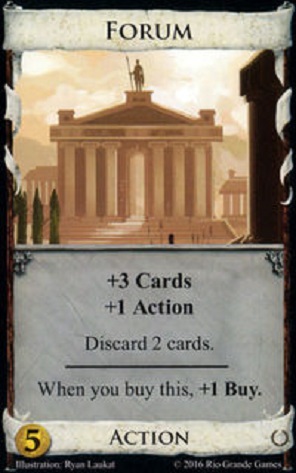 FORUM
+3 Cards
+1 Action
Discard 2 cards.
When you buy this, +1 Buy.
5
ACTION
Illustration: Ryan Laukat
© 2016 Rio Grande Games